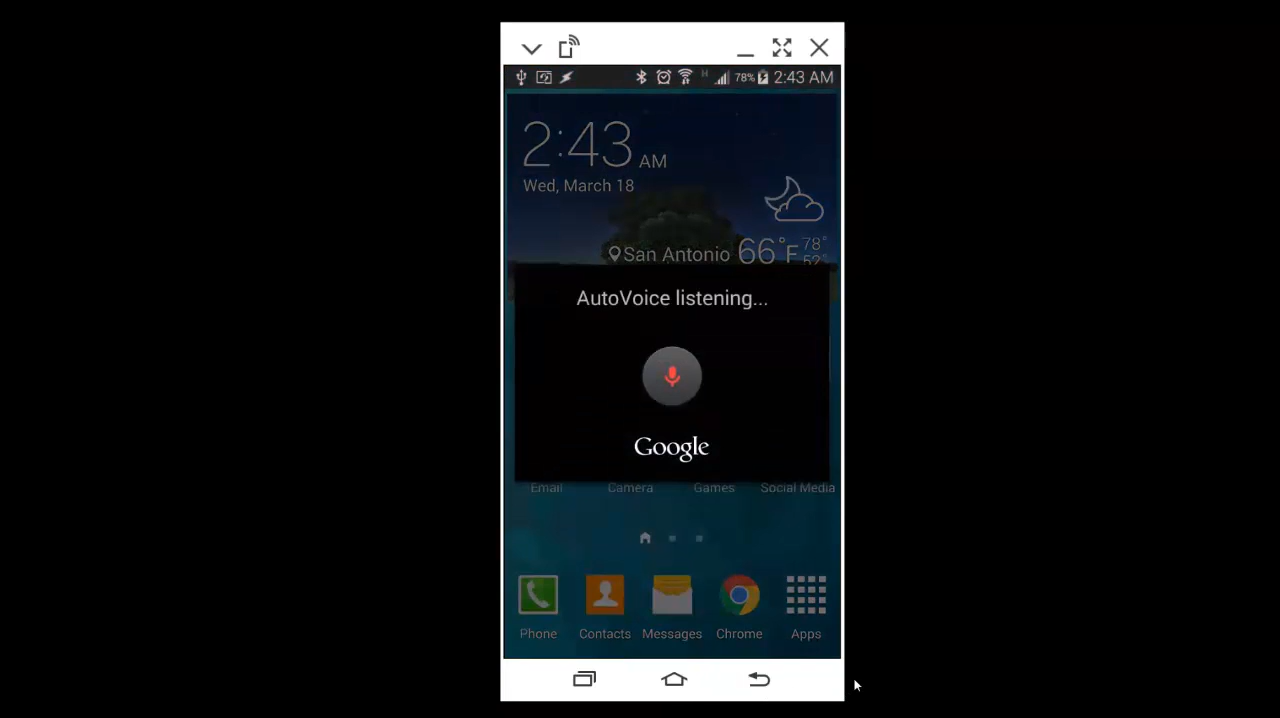 H 78% 2:43 AM
2:43 AM
Wed, March 18
San Antonio 66°F 78°
52°
AutoVoice listening...
Google
Email Camera Games Social Media
Phone Contacts Messages Chrome Apps